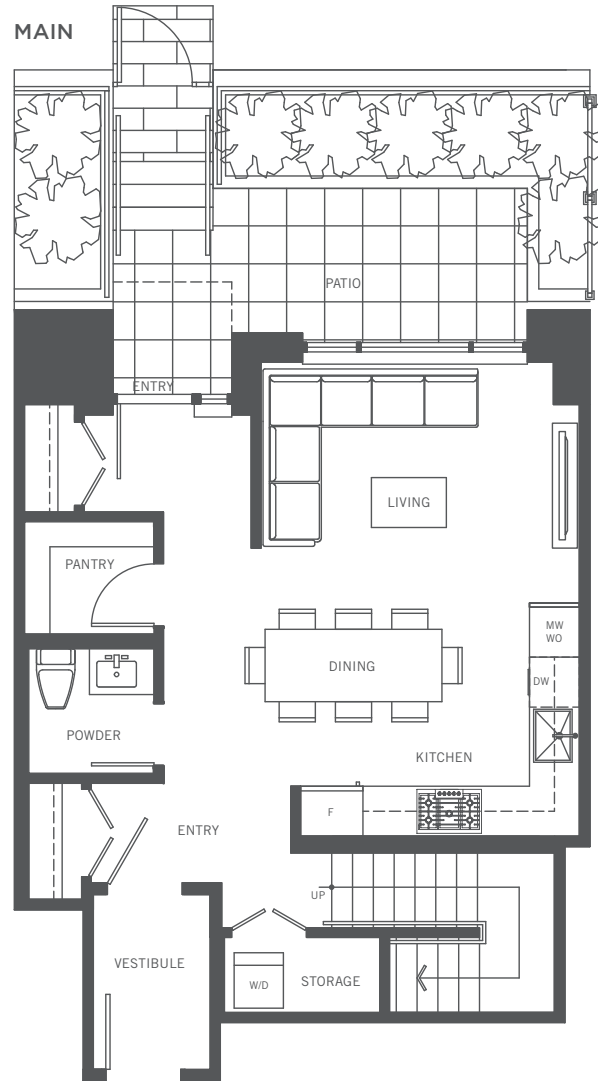 MAIN
PATIO
ENTRY
LIVING
PANTRY
MW
WO
DINING
DW
POWDER
KITCHEN
F
ENTRY
UP
VESTIBULE
STORAGE
W/D